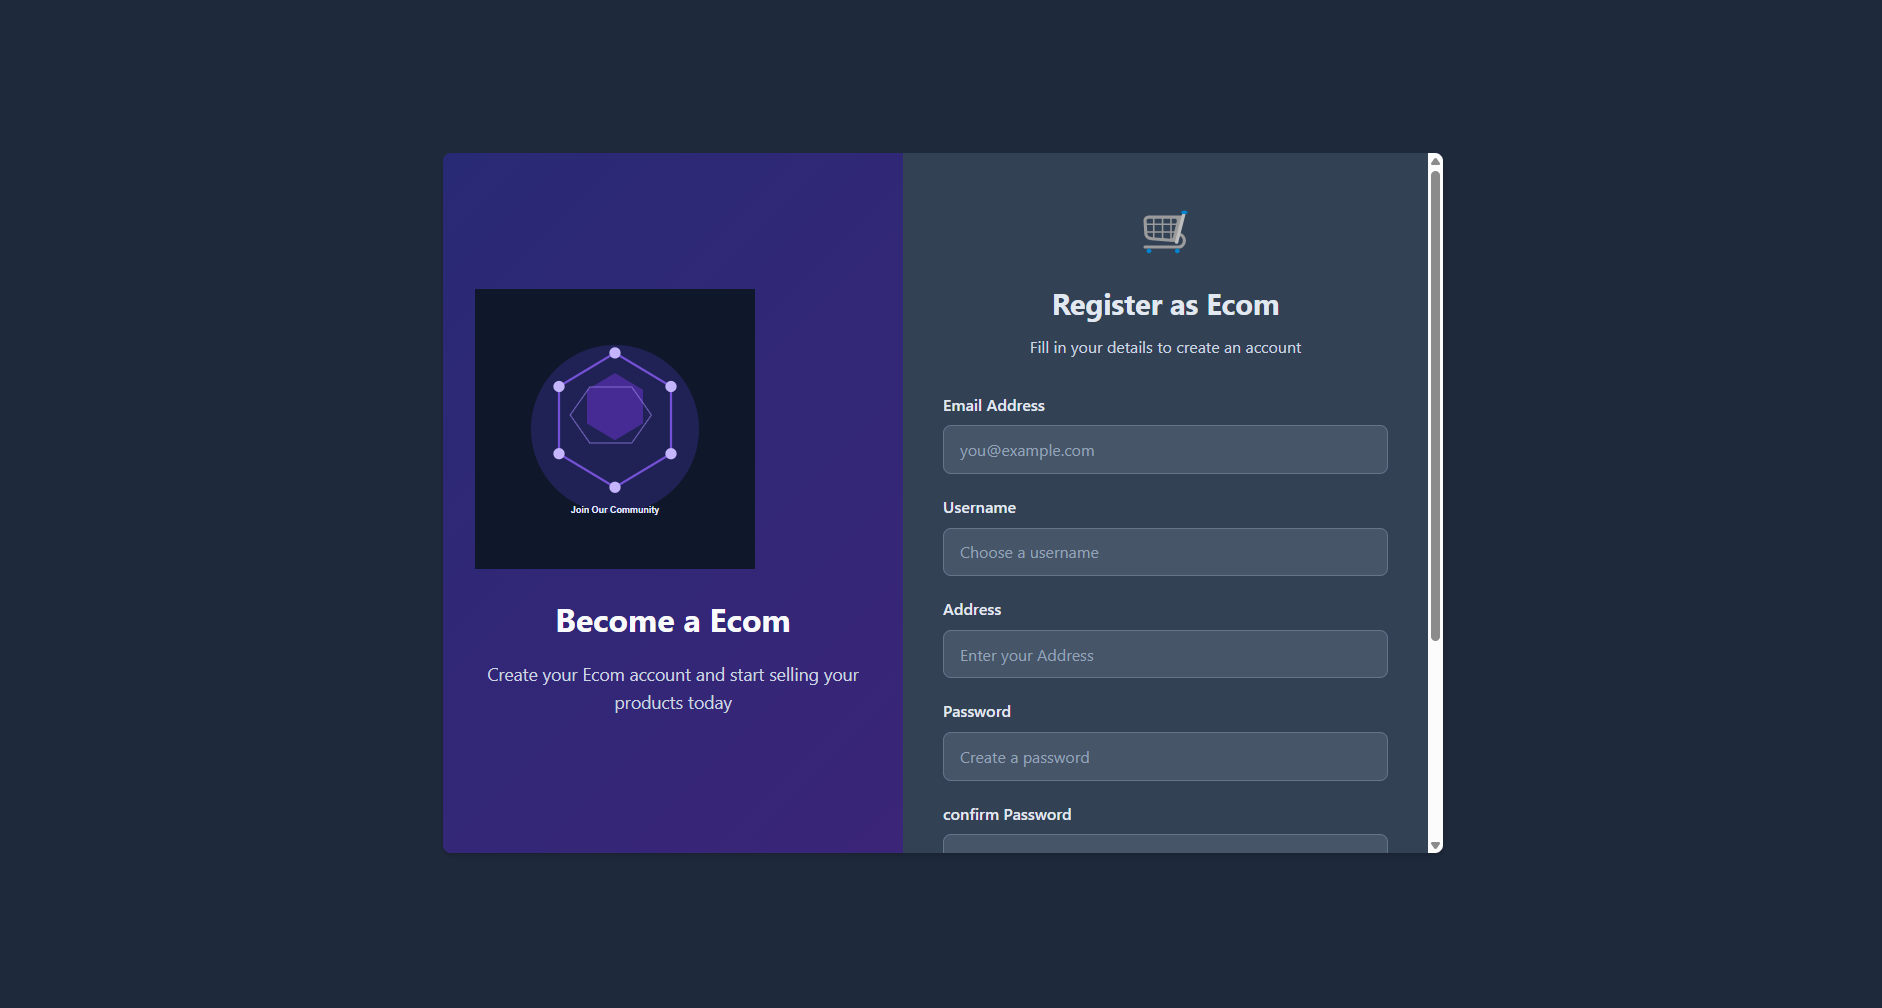 Join Our Community
Become a Ecom
Create your Ecom account and start selling your
products today
Register as Ecom
Fill in your details to create an account
Email Address
you@example.com
Username
Choose a username
Address
Enter your Address
Password
Create a password
confirm Password